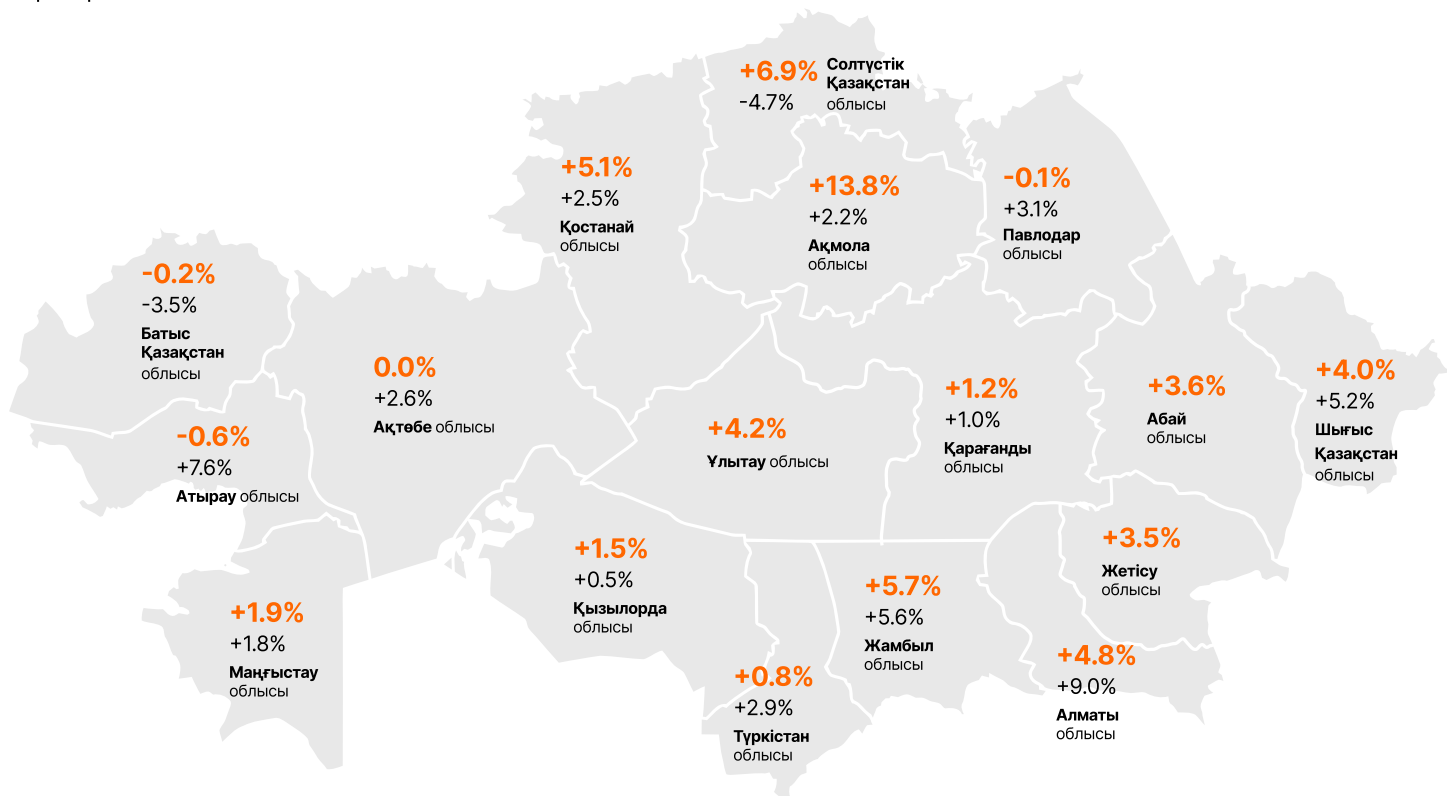 +6.9%
-4.7%
Солтүстік
Қазақстан
облысы
+5.1%
+2.5%
Қостанай
облысы
+13.8%
+2.2%
Ақмола
облысы
-0.1%
+3.1%
Павлодар
облысы
-0.2%
-3.5%
Батыс
Қазақстан
облысы
0.0%
+2.6%
Ақтөбе облысы
-0.6%
+7.6%
Атырау облысы
+4.2%
Ұлытау облысы
+1.2%
+1.0%
Қарағанды
облысы
+3.6%
Абай
облысы
+4.0%
+5.2%
Шығыс
Қазақстан
облысы
+1.9%
+1.8%
Маңғыстау
облысы
+1.5%
+0.5%
Қызылорда
облысы
+0.8%
+2.9%
Түркістан
облысы
+5.7%
+5.6%
Жамбыл
облысы
+3.5%
Жетісу
облысы
+4.8%
+9.0%
Алматы
облысы